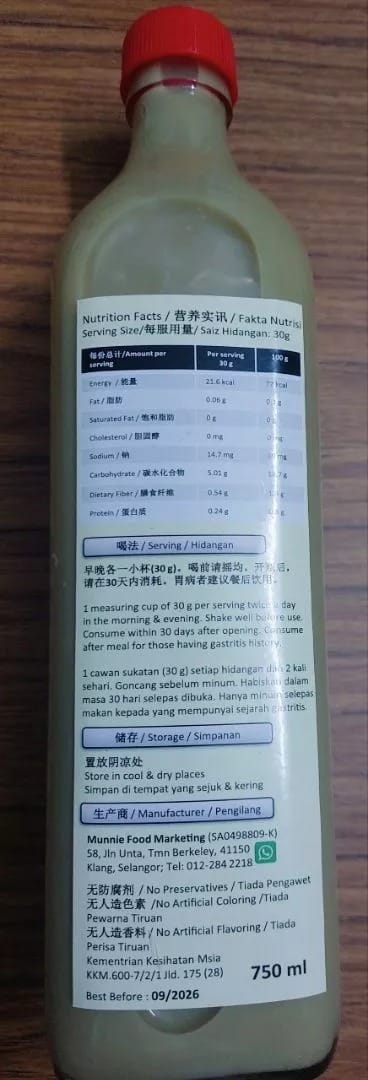 Nutrition Facts / 营养实讯 / Fakta Nutrisi
Serving Size/每服用量/ Saiz Hidangan: 30g
每份总计/Amount per serving Per serving 30 g 100 g
Energy / 能量 21.6 kcal 72 kcal
Fat / 脂肪 0.06 g
Saturated Fat / 饱和脂肪 0 g 0 g
Cholesterol / 胆固醇 0 mg 0 mg
Sodium / 钠 14.7 mg
Carbohydrate / 碳水化合物 5.01 g
Dietary Fiber / 膳食纤维 0.54 g
Protein / 蛋白质 0.24 g
喝法 / Serving / Hidangan
早晚各一小杯(30 g)。喝前请摇均。开瓶后，
请在30天内消耗。胃病者建议餐后饮用。
1 measuring cup of 30 g per serving twice a day
in the morning & evening. Shake well before use.
Consume within 30 days after opening. Consume
after meal for those having gastritis history.
1 cawan sukatan (30 g) setiap hidangan dan 2 kali
sehari. Goncang sebelum minum. Habiskan dalam
masa 30 hari selepas dibuka. Hanya minum selepas
makan kepada yang mempunyai sejarah gastritis.
储存 / Storage / Simpanan
置放阴凉处
Store in cool & dry places
Simpan di tempat yang sejuk & kering
生产商 / Manufacturer / Pengilang
Munnie Food Marketing (SA0498809-K)
58, Jln Unta, Tmn Berkeley, 41150
Klang, Selangor; Tel: 012-284 2218
无防腐剂 / No Preservatives / Tiada Pengawet
无人造色素 /No Artificial Coloring /Tiada
Pewarna Tiruan
无人造香料/ No Artificial Flavoring / Tiada
Perisa Tiruan
Kementrian Kesihatan Msia
KKM.600-7/2/1 Jld. 175 (28)
750 ml
Best Before : 09/2026